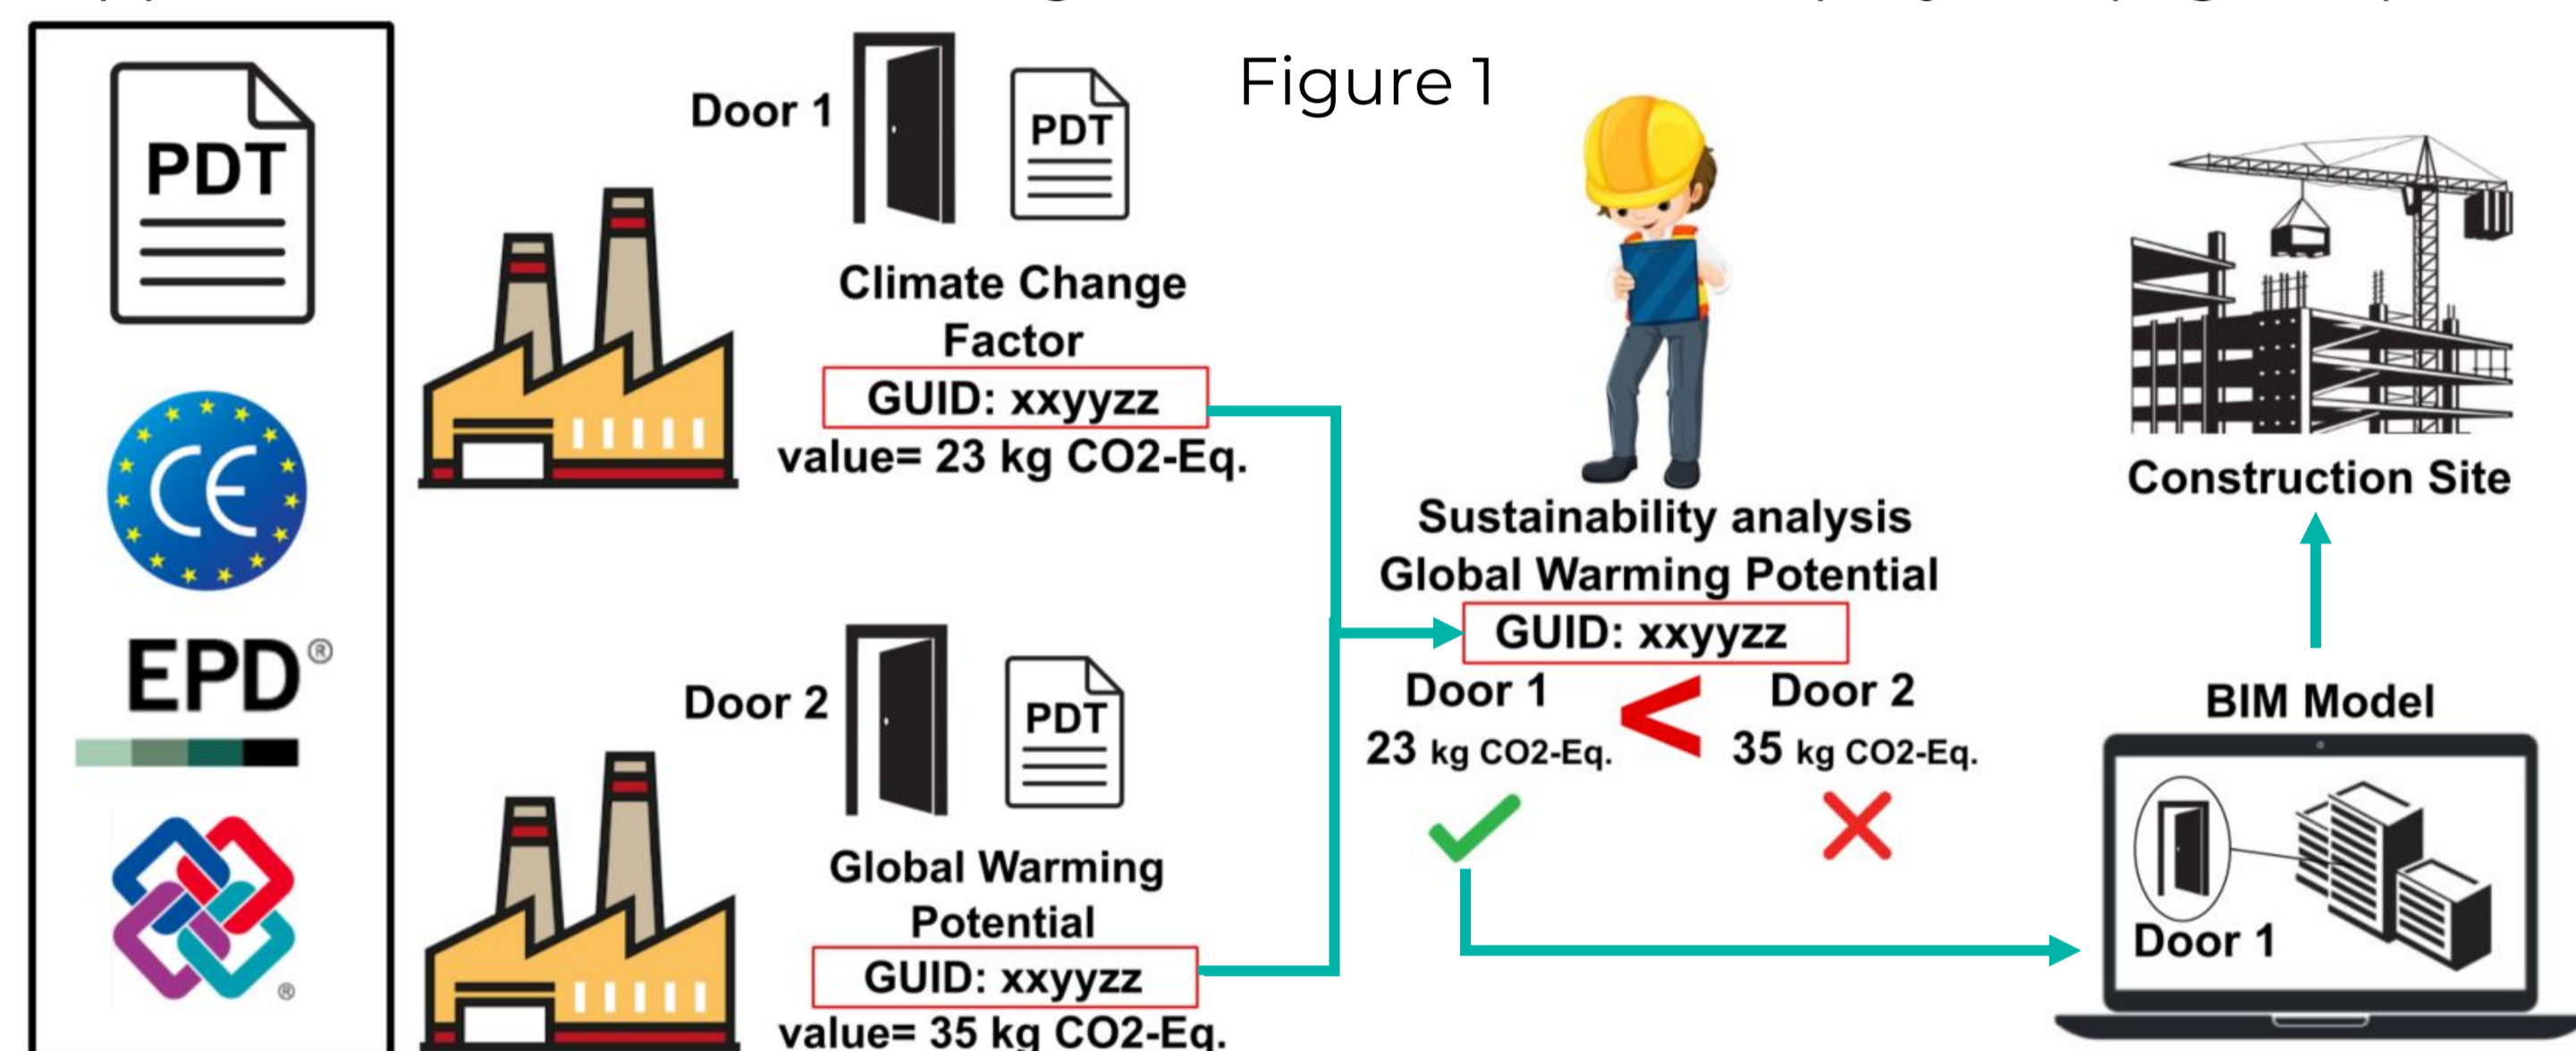 Figure 1
PDT
CE
EPD®
®
Door 1
PDT
Climate Change
Factor
GUID: xxyyzz
value= 23 kg CO2-Eq.
Door 2
PDT
Global Warming
Potential
GUID: xxyyzz
value= 35 kg CO2-Eq.
Sustainability analysis
Global Warming Potential
GUID: xxyyzz
Door 1 < Door 2
23 kg CO2-Eq. 35 kg CO2-Eq.
Construction Site
BIM Model
Door 1